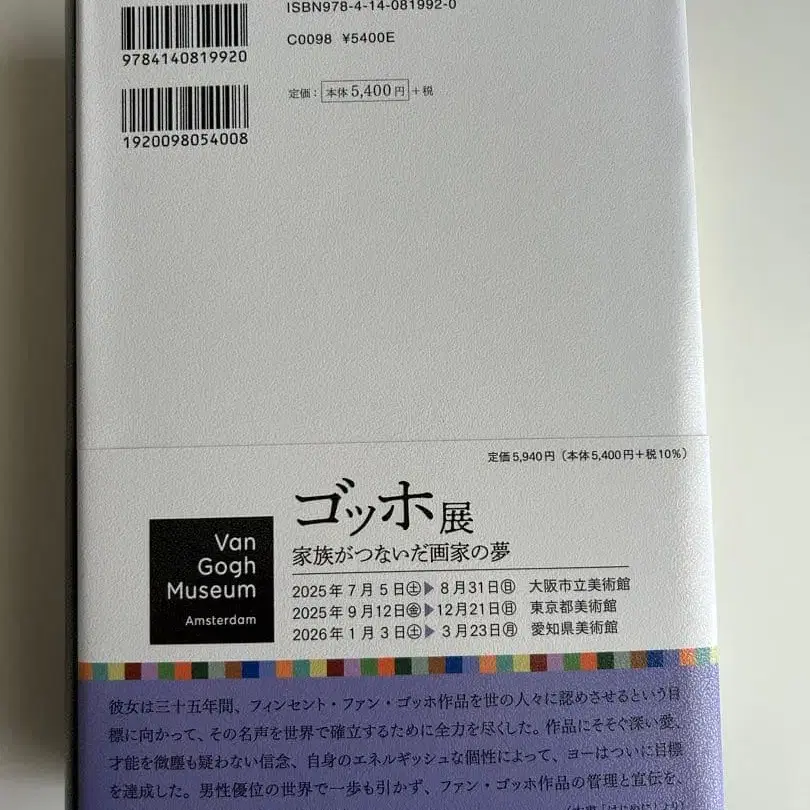 ISBN978-4-14-081992-0
9784140819920
C0098 ¥5400E
定価：本体5,400円+税
1920098054008
定価5,940円（本体5,400円+税10%）
ゴッホ展
家族がつないだ画家の夢
Van
Gogh
Museum
Amsterdam
2025年7月5日㊏▶8月31日㊐ 大阪市立美術館
2025年9月12日㊎▶12月21日㊐ 東京都美術館
2026年1月3日㊏▶3月23日㊊ 愛知県美術館
彼女は三十五年間、フィンセント・ファン・ゴッホ作品を世の人々に認めさせるという目
標に向かって、その名声を世界で確立するために全力を尽くした。作品にそそぐ深い愛、
才能を微塵も疑わない信念、自身のエネルギッシュな個性によって、ヨーはついに目標
を達成した。男性優位の世界で一歩も引かず、ファン・ゴッホ作品の管理と宣伝を、